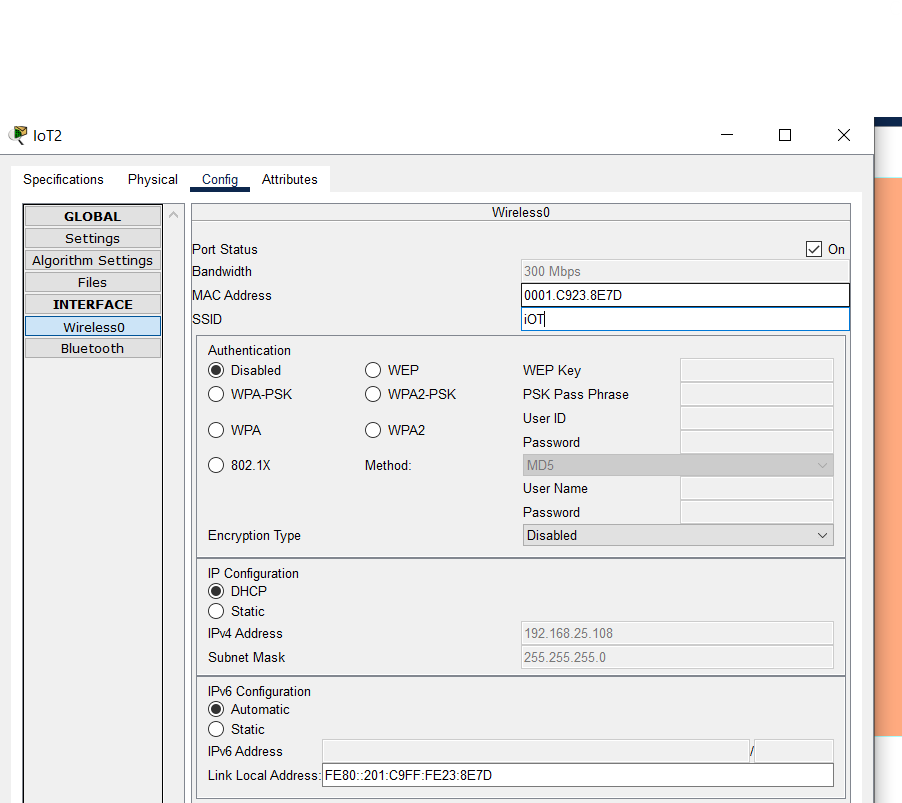 IoT2
Specifications Physical Config Attributes
GLOBAL
Settings
Algorithm Settings
Files
INTERFACE
Wireless0
Bluetooth
Wireless0
Port Status On
Bandwidth 300 Mbps
MAC Address 0001.C923.8E7D
SSID iOT
Authentication
Disabled WEP WEP Key
WPA-PSK WPA2-PSK PSK Pass Phrase
User ID
WPA WPA2
Password
802.1X Method: MD5
User Name
Password
Encryption Type Disabled
IP Configuration
DHCP
Static
IPv4 Address 192.168.25.108
Subnet Mask 255.255.255.0
IPv6 Configuration
Automatic
Static
IPv6 Address /
Link Local Address: FE80::201:C9FF:FE23:8E7D